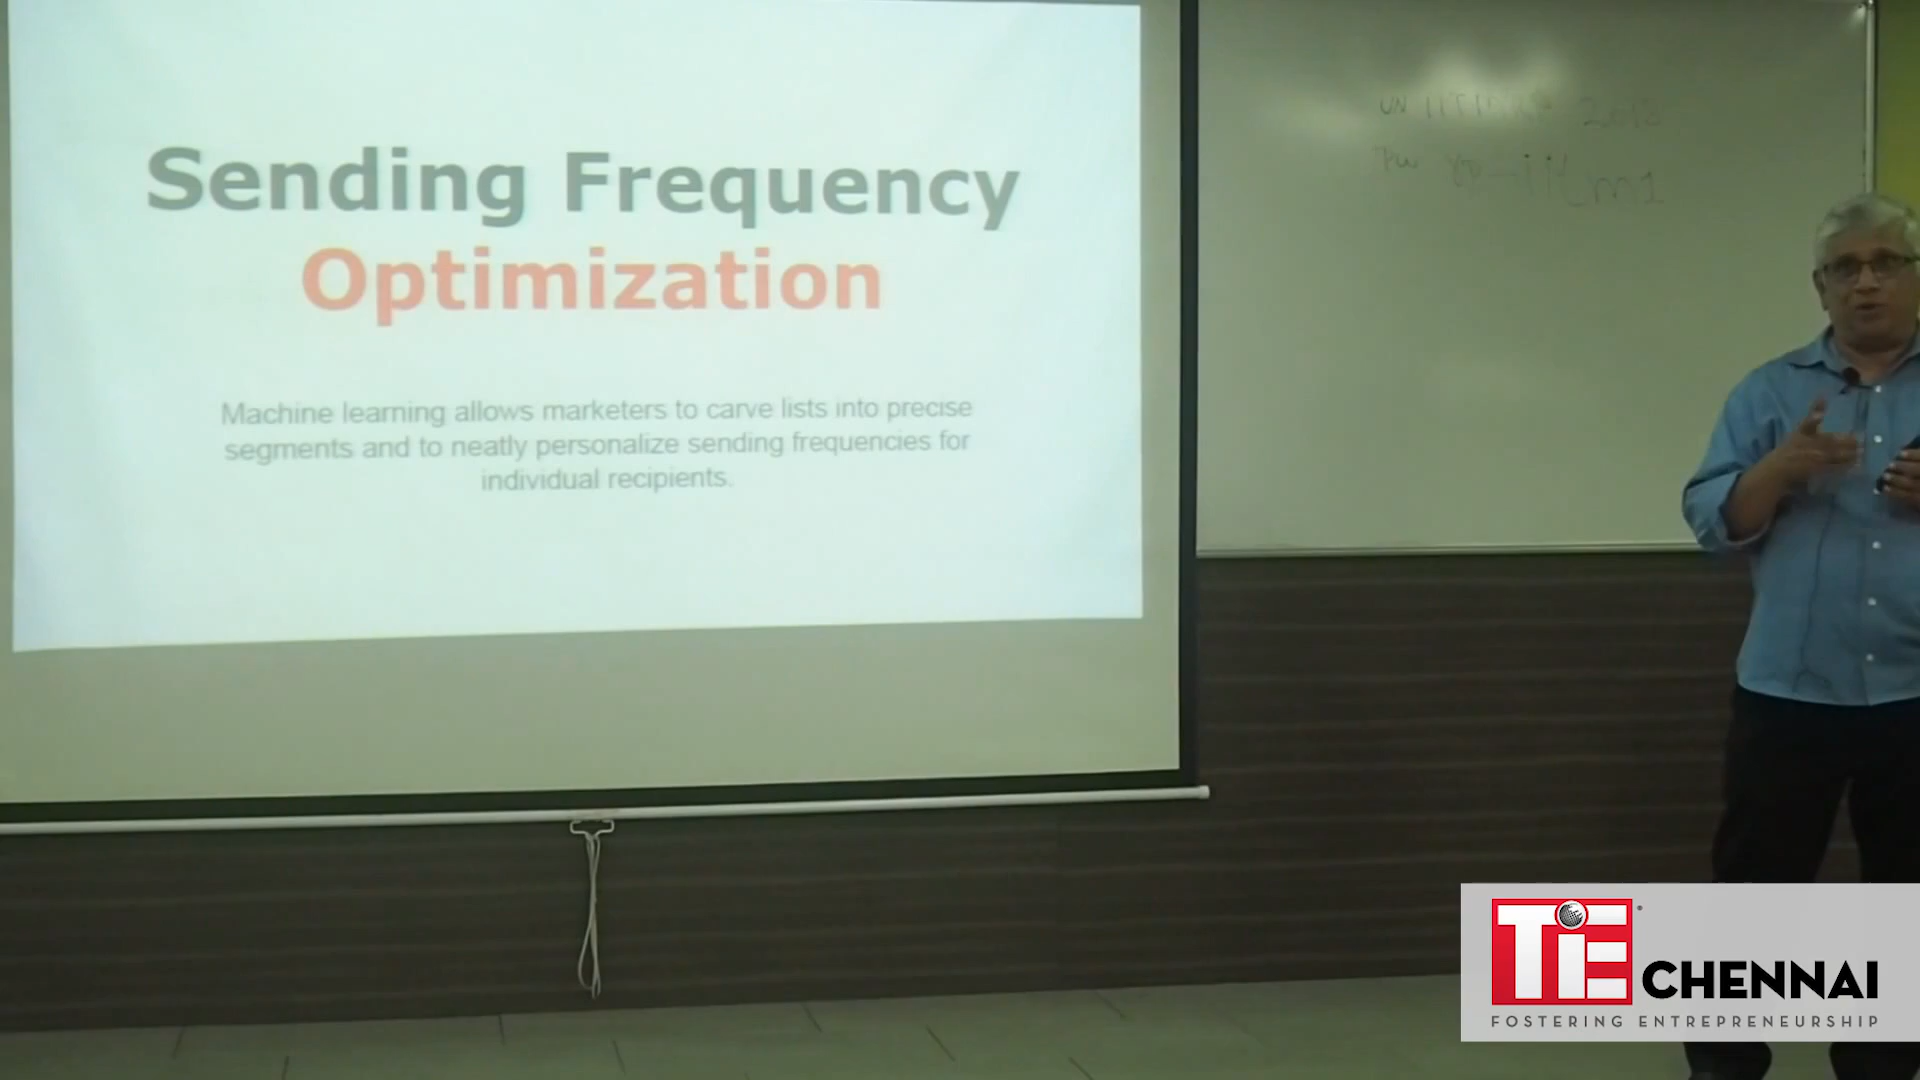 Sending Frequency
Optimization
Machine learning allows marketers to carve lists into precise
segments and to neatly personalize sending frequencies for
individual recipients.
TiE CHENNAI
FOSTERING ENTREPRENEURSHIP